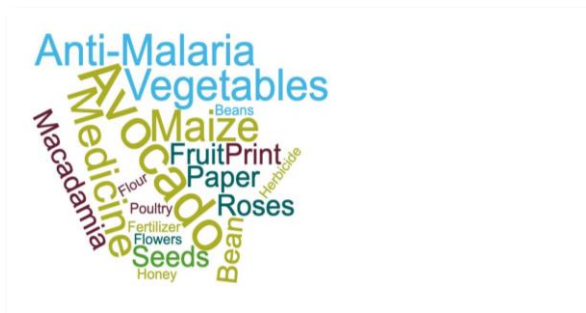 Anti-Malaria
Vegetables
Avocado
Beans
Medicine
Maize
Macadamia
FruitPrint
Flour
Paper
Herbicide
Poultry
Roses
Fertilizer
Flowers
Bean
Seeds
Honey